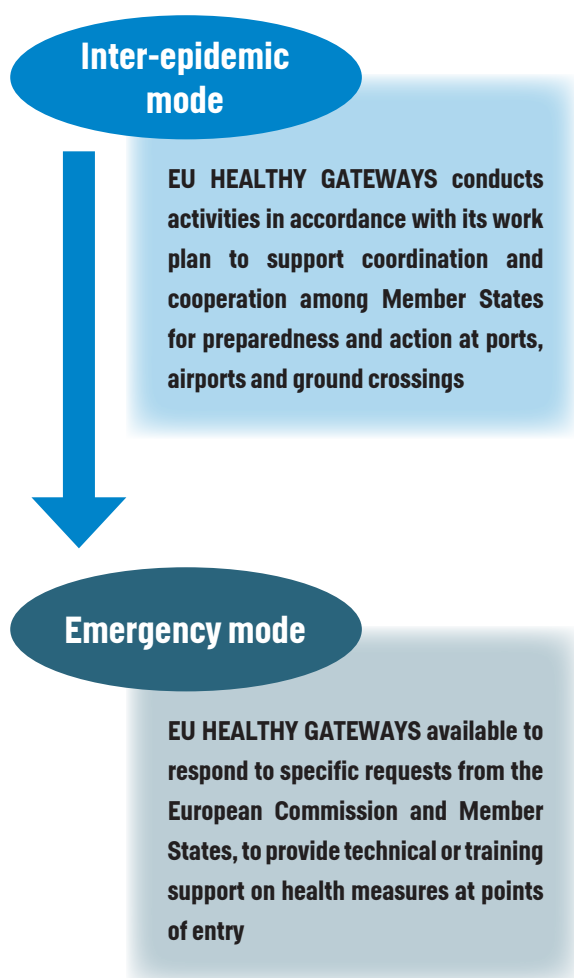 Inter-epidemic
mode
EU HEALTHY GATEWAYS conducts
activities in accordance with its work
plan to support coordination and
cooperation among Member States
for preparedness and action at ports,
airports and ground crossings
Emergency mode
EU HEALTHY GATEWAYS available to
respond to specific requests from the
European Commission and Member
States, to provide technical or training
support on health measures at points
of entry